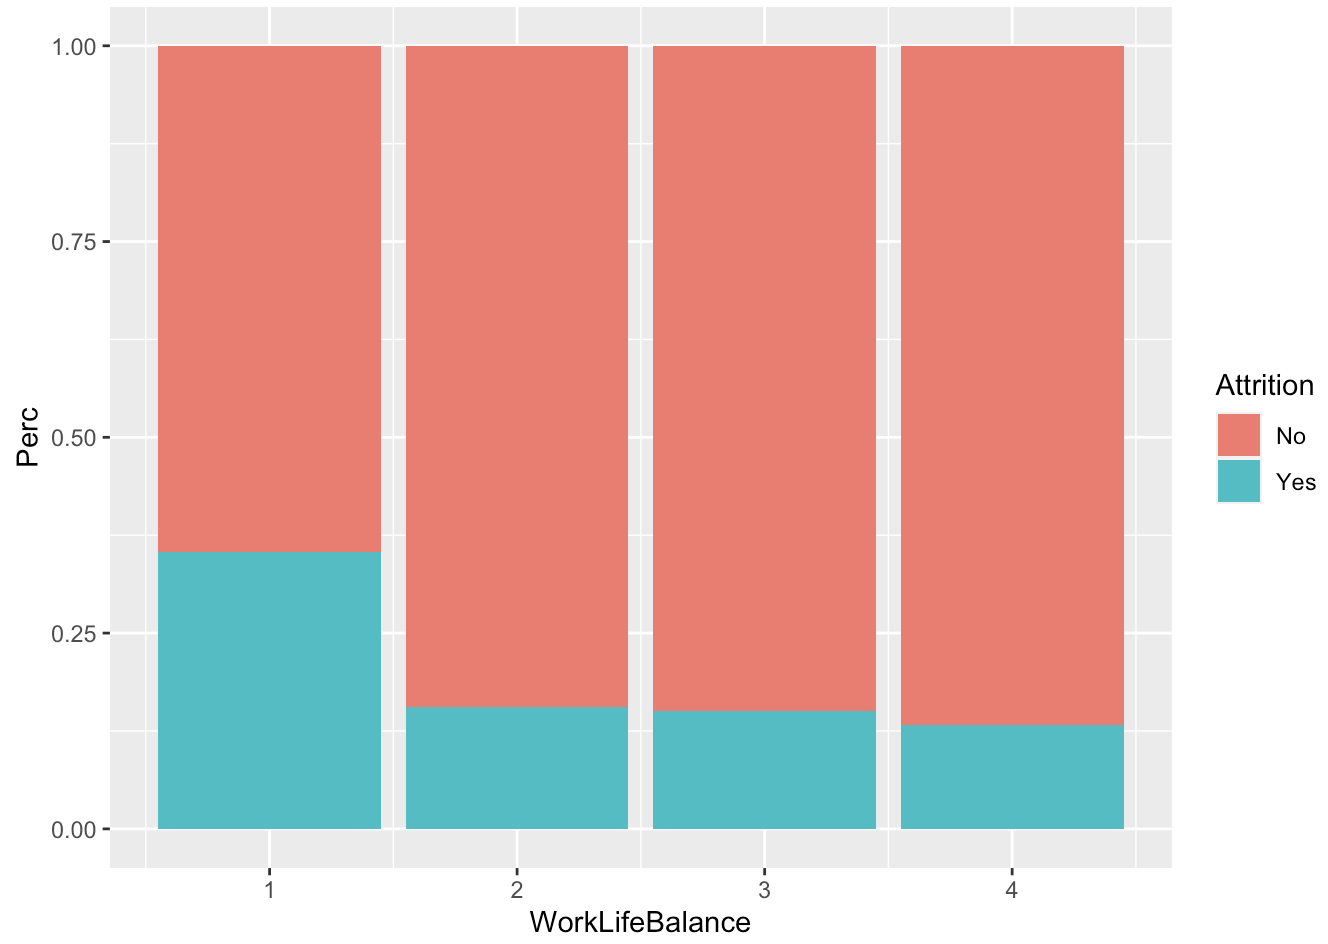 1.00
0.75
0.50
0.25
0.00
Perc
1 2 3 4
WorkLifeBalance
Attrition
No
Yes